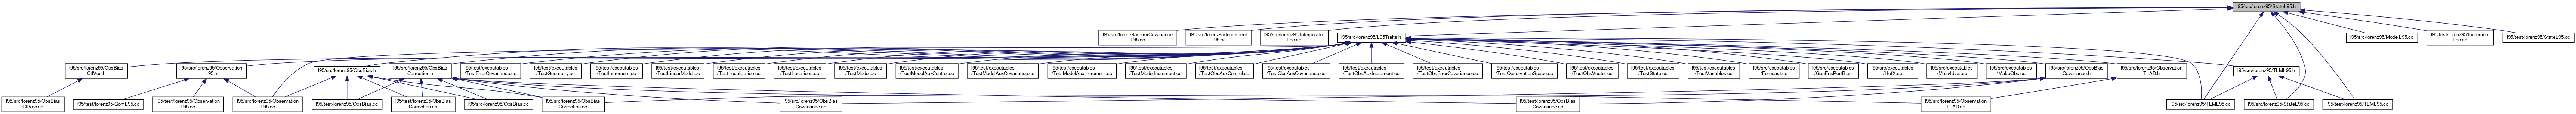 l95/src/lorenz95/StateL95.h
l95/src/lorenz95/ErrorCovariance
L95.cc
l95/src/lorenz95/Increment
L95.cc
l95/src/lorenz95/Interpolator
L95.cc
l95/src/lorenz95/L95Traits.h
l95/src/lorenz95/ModelL95.cc
l95/test/lorenz95/Increment
L95.cc
l95/test/lorenz95/StateL95.cc
l95/src/lorenz95/ObsBias
CtlVec.h
l95/src/lorenz95/Observation
L95.h
l95/src/lorenz95/ObsBias.h
l95/src/lorenz95/ObsBias
Correction.h
l95/test/executables
/TestErrorCovariance.cc
l95/test/executables
/TestGeometry.cc
l95/test/executables
/TestIncrement.cc
l95/test/executables
/TestLinearModel.cc
l95/test/executables
/TestLocalization.cc
l95/test/executables
/TestLocations.cc
l95/test/executables
/TestModel.cc
l95/test/executables
/TestModelAuxControl.cc
l95/test/executables
/TestModelAuxCovariance.cc
l95/test/executables
/TestModelAuxIncrement.cc
l95/test/executables
/TestModelIncrement.cc
l95/test/executables
/TestObsAuxControl.cc
l95/test/executables
/TestObsAuxCovariance.cc
l95/test/executables
/TestObsAuxIncrement.cc
l95/test/executables
/TestObsErrorCovariance.cc
l95/test/executables
/TestObservationSpace.cc
l95/test/executables
/TestObsVector.cc
l95/test/executables
/TestState.cc
l95/test/executables
/TestVariables.cc
l95/src/executables
/Forecast.cc
l95/src/executables
/GenEnsPertB.cc
l95/src/executables
/HofX.cc
l95/src/executables
/Main4dvar.cc
l95/src/executables
/MakeObs.cc
l95/src/lorenz95/ObsBias
Covariance.h
l95/src/lorenz95/Observation
TLAD.h
l95/src/lorenz95/TLML95.h
l95/src/lorenz95/ObsBias
CtlVec.cc
l95/test/lorenz95/GomL95.cc
l95/test/lorenz95/Observation
L95.cc
l95/src/lorenz95/Observation
L95.cc
l95/test/lorenz95/ObsBias.cc
l95/test/lorenz95/ObsBias
Correction.cc
l95/src/lorenz95/ObsBias.cc
l95/src/lorenz95/ObsBias
Correction.cc
l95/src/lorenz95/ObsBias
Covariance.cc
l95/test/lorenz95/ObsBias
Covariance.cc
l95/src/lorenz95/Observation
TLAD.cc
l95/src/lorenz95/TLML95.cc
l95/src/lorenz95/StateL95.cc
l95/test/lorenz95/TLML95.cc